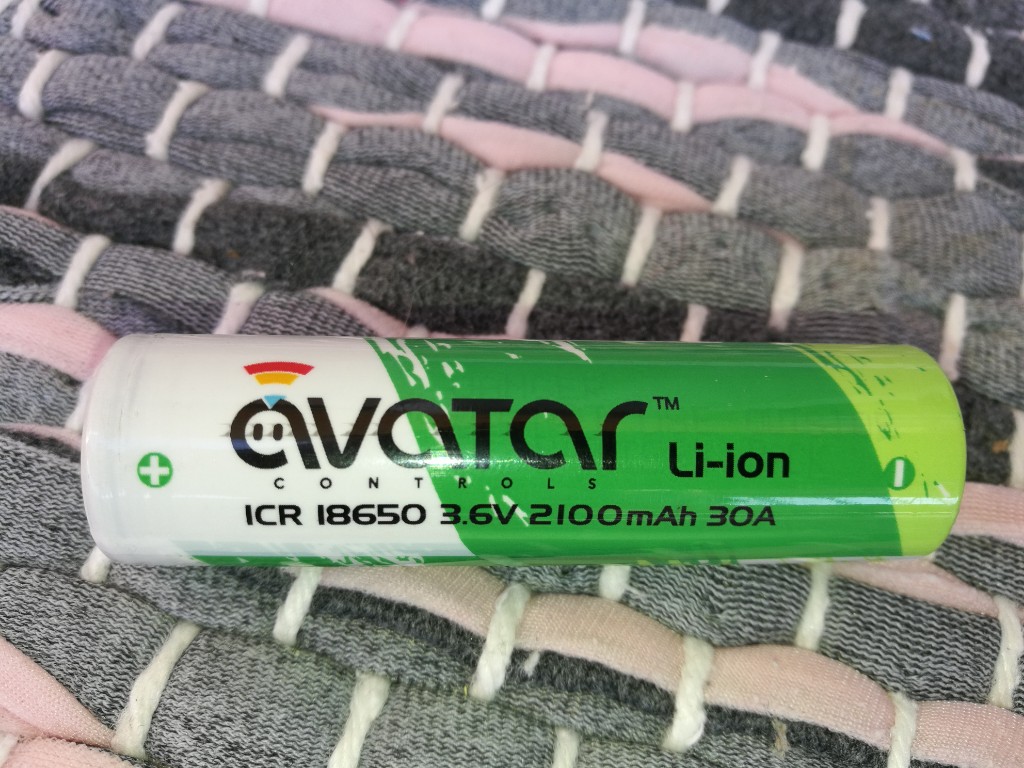 avatar™
CONTROLS
Li-ion
+
-
ICR 18650 3.6V 2100mAh 30A